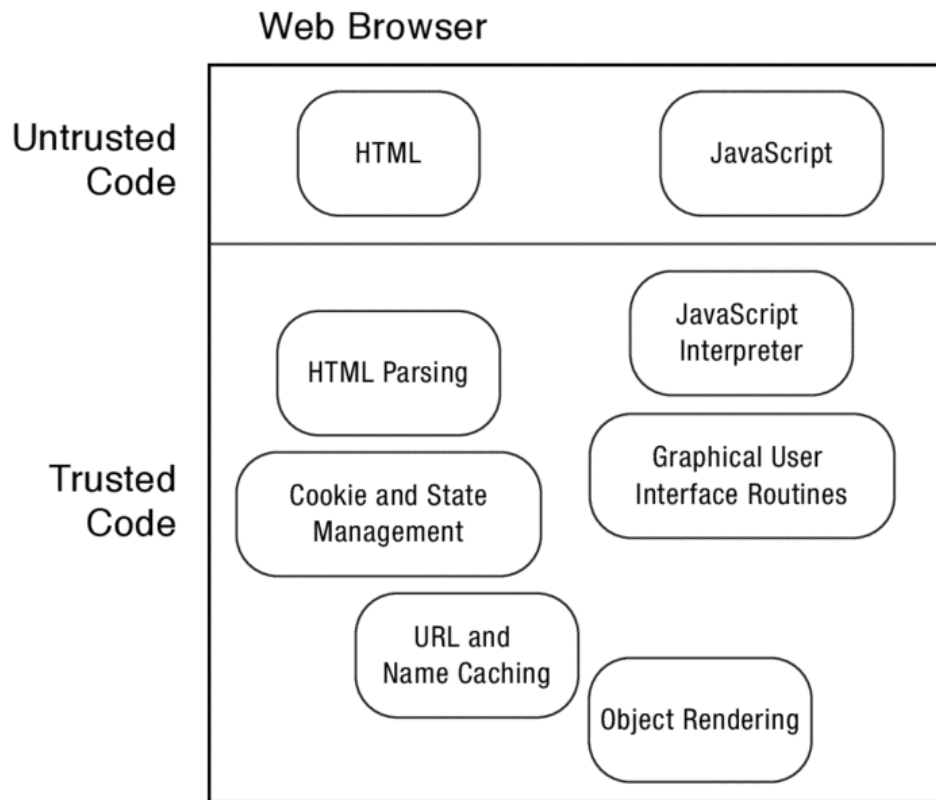 Web Browser
Untrusted
Code
HTML
JavaScript
JavaScript
Interpreter
HTML Parsing
Trusted
Code
Graphical User
Interface Routines
Cookie and State
Management
URL and
Name Caching
Object Rendering